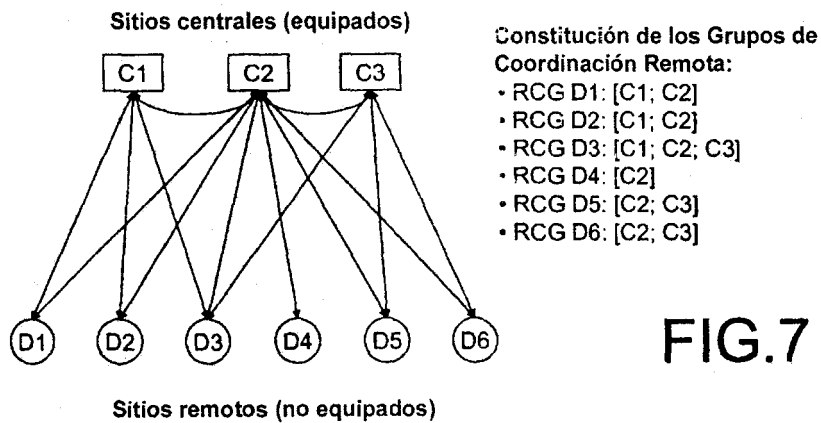 Sitios centrales (equipados)
C1 C2 C3
Constitución de los Grupos de
Coordinación Remota:
• RCG D1: [C1; C2]
• RCG D2: [C1; C2]
• RCG D3: [C1; C2; C3]
• RCG D4: [C2]
• RCG D5: [C2; C3]
• RCG D6: [C2; C3]
D1 D2 D3 D4 D5 D6
FIG.7
Sitios remotos (no equipados)